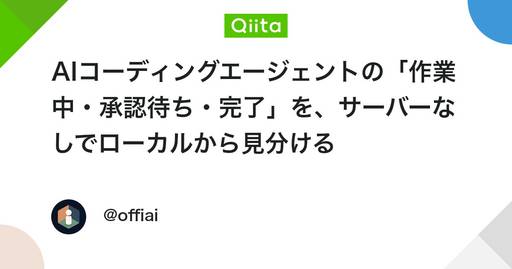 Qiita
AIコーディングエージェントの「作業
中・承認待ち・完了」を、サーバーな
しでローカルから見分ける
@offiai